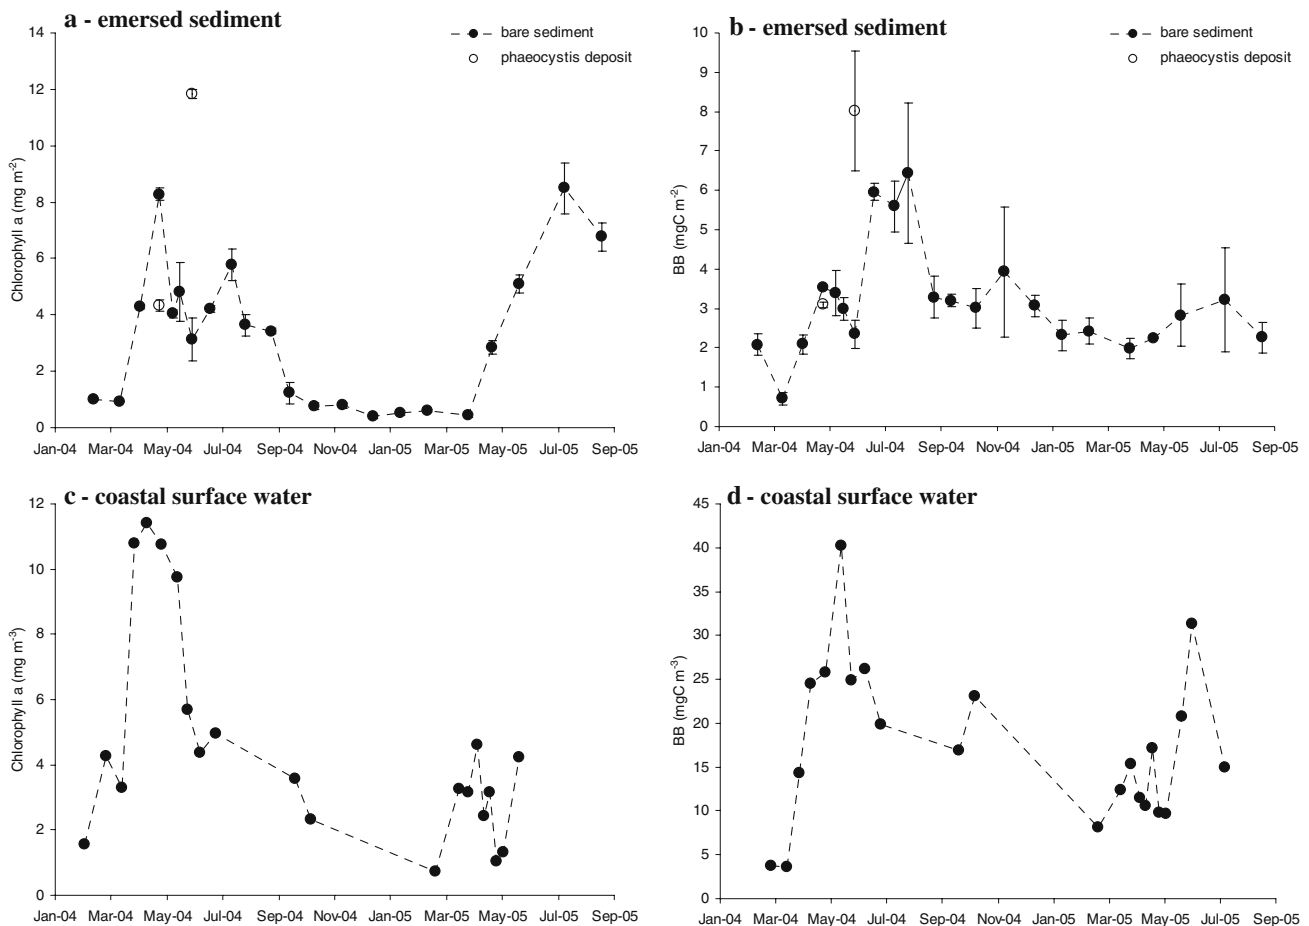 a - emersed sediment
bare sediment
phaeocystis deposit
Chlorophyll a (mg m-2)
14
12
10
8
6
4
2
0
Jan-04 Mar-04 May-04 Jul-04 Sep-04 Nov-04 Jan-05 Mar-05 May-05 Jul-05 Sep-05
b - emersed sediment
bare sediment
phaeocystis deposit
BB (mgC m-2)
10
9
8
7
6
5
4
3
2
1
0
Jan-04 Mar-04 May-04 Jul-04 Sep-04 Nov-04 Jan-05 Mar-05 May-05 Jul-05 Sep-05
c - coastal surface water
Chlorophyll a (mg m-3)
12
10
8
6
4
2
0
Jan-04 Mar-04 May-04 Jul-04 Sep-04 Nov-04 Jan-05 Mar-05 May-05 Jul-05 Sep-05
d - coastal surface water
BB (mgC m-3)
45
40
35
30
25
20
15
10
5
0
Jan-04 Mar-04 May-04 Jul-04 Sep-04 Nov-04 Jan-05 Mar-05 May-05 Jul-05 Sep-05